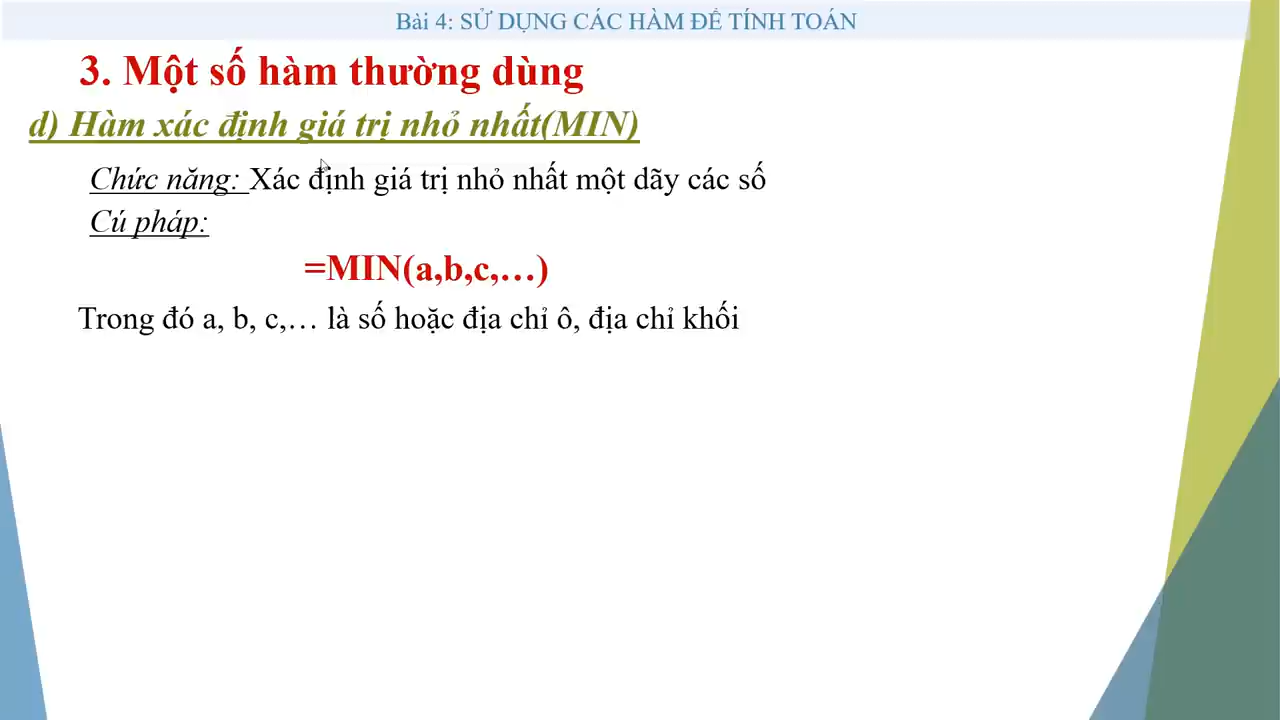 Bài 4: SỬ DỤNG CÁC HÀM ĐỂ TÍNH TOÁN
3. Một số hàm thường dùng
d) Hàm xác định giá trị nhỏ nhất(MIN)
Chức năng: Xác định giá trị nhỏ nhất một dãy các số
Cú pháp:
=MIN(a,b,c,…)
Trong đó a, b, c,… là số hoặc địa chỉ ô, địa chỉ khối